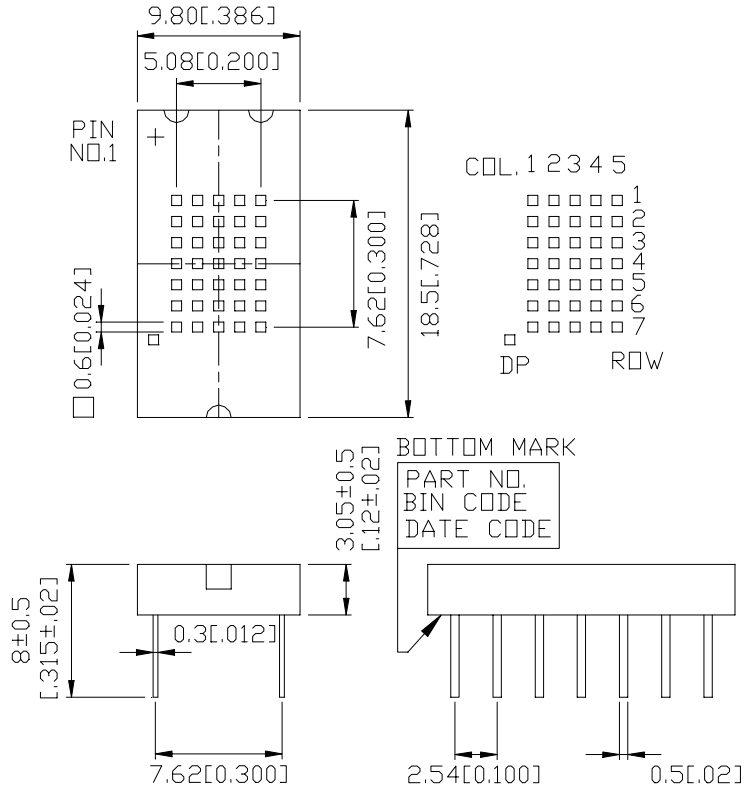 9.80[.386]
5.08[0.200]
PIN
NO.1
COL. 1 2 3 4 5
1
2
3
4
5
6
7
DP
ROW
7.62[0.300]
18.5[.728]
0.6[0.024]
BOTTOM MARK
PART NO.
BIN CODE
DATE CODE
3.05±0.5
[.12±.02]
8±0.5
[.315±.02]
0.3[.012]
7.62[0.300]
2.54[0.100]
0.5[.02]